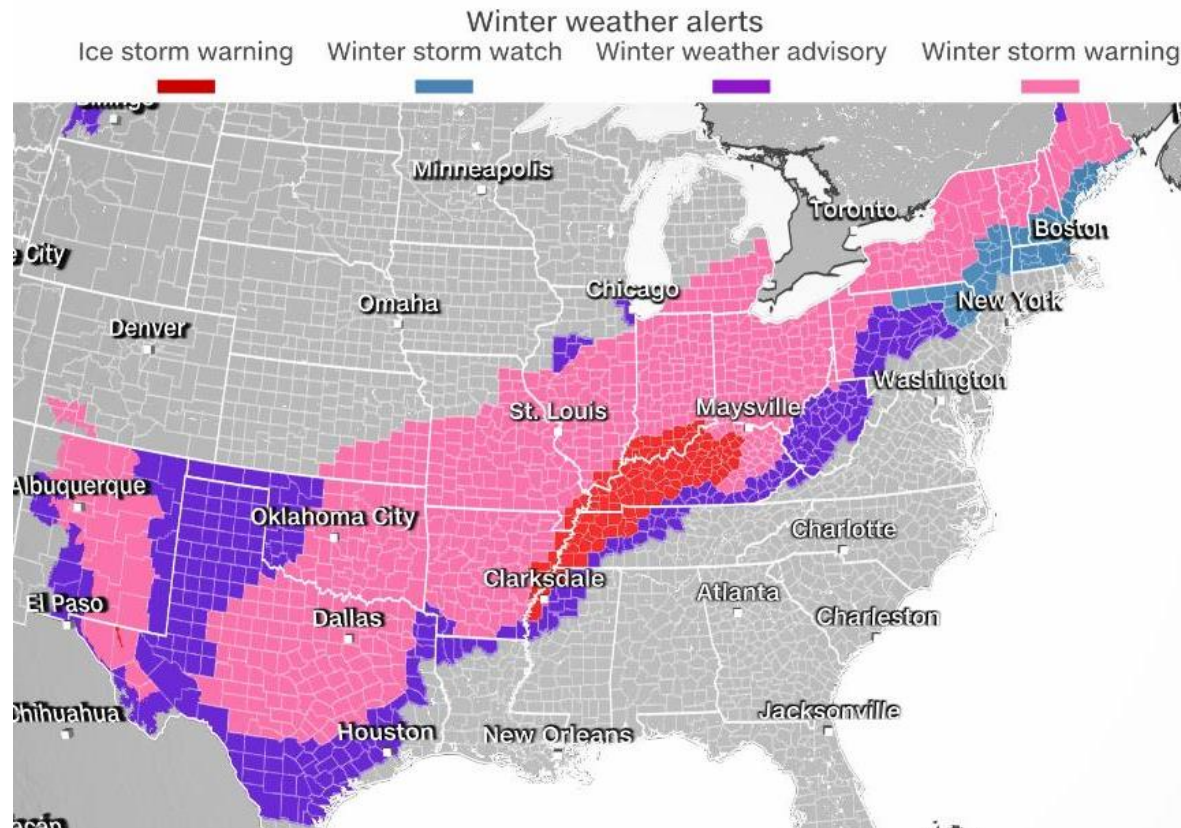 Winter weather alerts
Ice storm warning Winter storm watch Winter weather advisory Winter storm warning
Minneapolis
Toronto
Boston
e City
Chicago
Omaha
New York
Denver
Washington
St. Louis
Maysville
Albuquerque
Oklahoma City
Charlotte
Clarksdale
Atlanta
El Paso
Dallas
Charleston
Chihuahua
Jacksonville
Houston
New Orleans